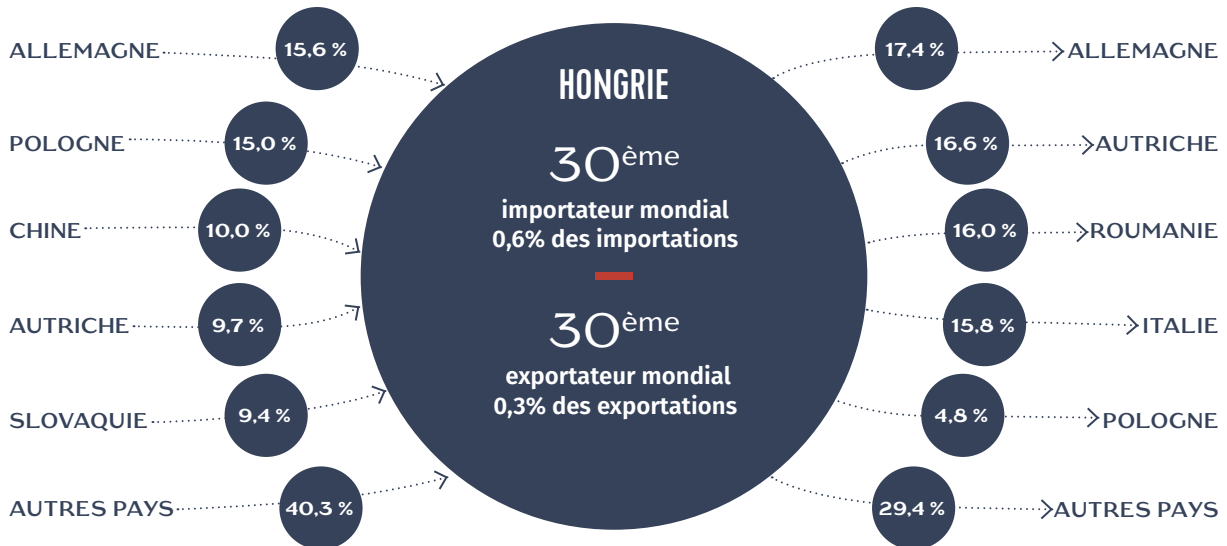 ALLEMAGNE 15,6 %
POLOGNE 15,0 %
CHINE 10,0 %
AUTRICHE 9,7 %
SLOVAQUIE 9,4 %
AUTRES PAYS 40,3 %
HONGRIE
30ème
importateur mondial
0,6% des importations
30ème
exportateur mondial
0,3% des exportations
17,4 % ALLEMAGNE
16,6 % AUTRICHE
16,0 % ROUMANIE
15,8 % ITALIE
4,8 % POLOGNE
29,4 % AUTRES PAYS